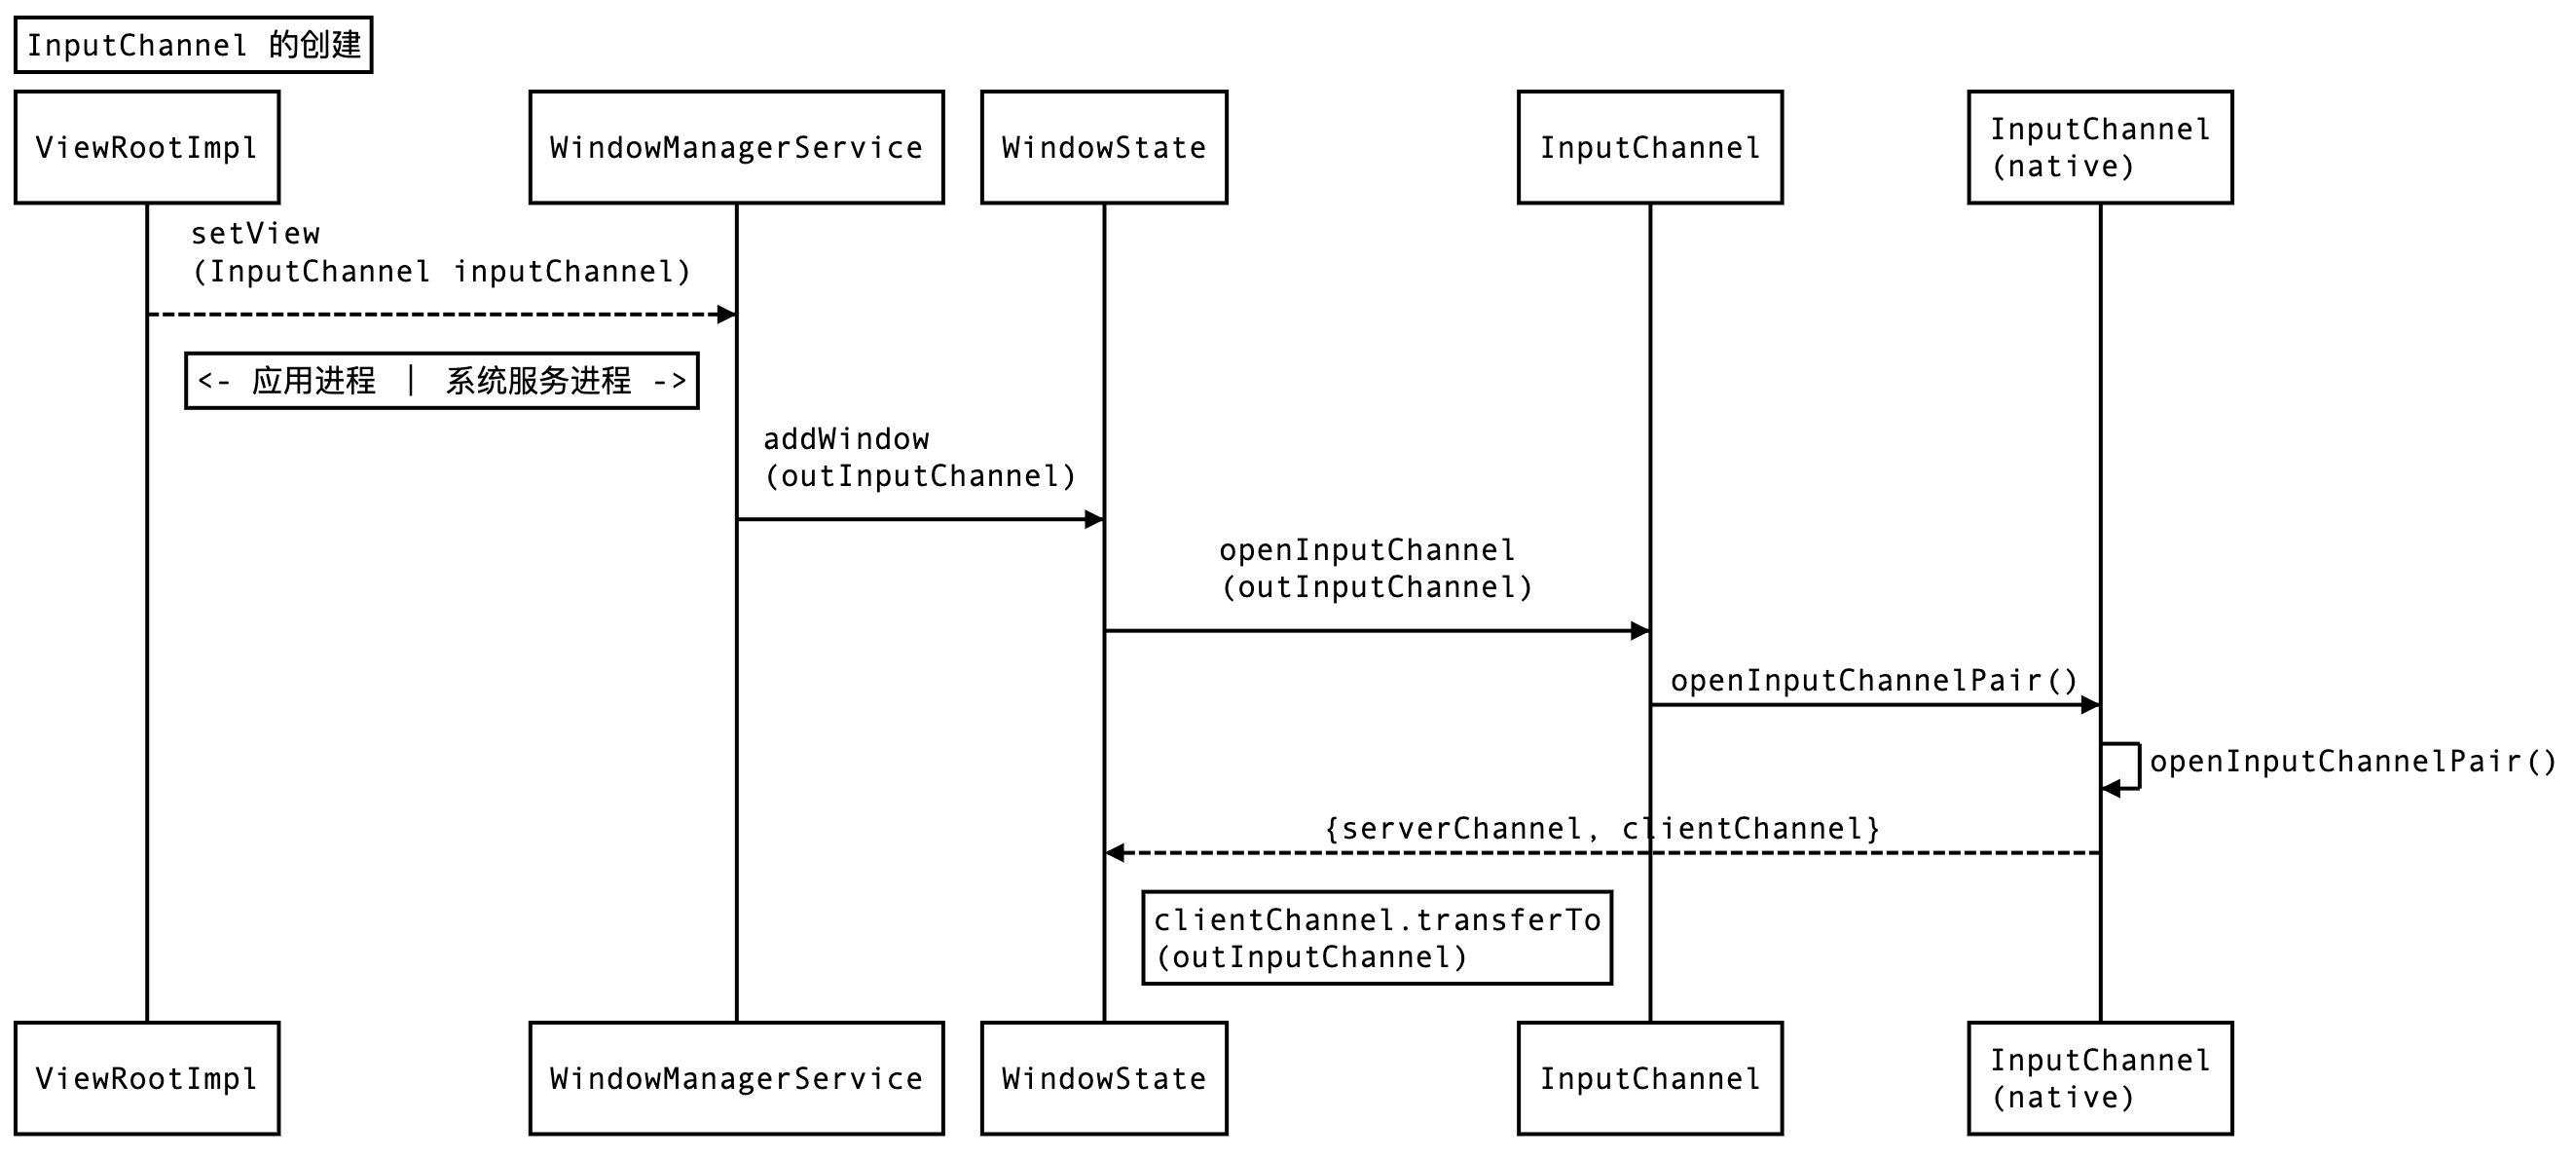 InputChannel 的创建
ViewRootImpl
WindowManagerService
WindowState
InputChannel
InputChannel
(native)
setView
(InputChannel inputChannel)
<- 应用进程 | 系统服务进程 ->
addWindow
(outInputChannel)
openInputChannel
(outInputChannel)
openInputChannelPair()
openInputChannelPair()
{serverChannel, clientChannel}
clientChannel.transferTo
(outInputChannel)
ViewRootImpl
WindowManagerService
WindowState
InputChannel
InputChannel
(native)